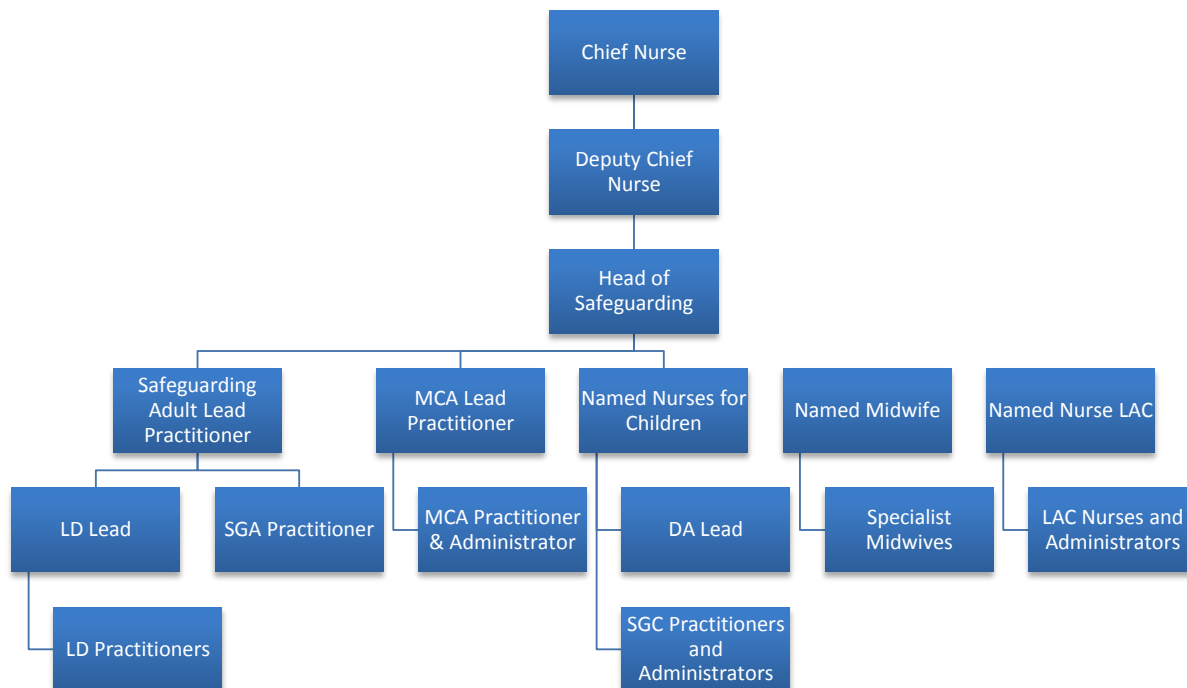 Chief Nurse
Deputy Chief
Nurse
Head of
Safeguarding
Safeguarding
Adult Lead
Practitioner
MCA Lead
Practitioner
Named Nurses for
Children
Named Midwife
Named Nurse LAC
LD Lead
SGA Practitioner
MCA Practitioner
& Administrator
DA Lead
Specialist
Midwives
LAC Nurses and
Administrators
LD Practitioners
SGC Practitioners
and
Administrators